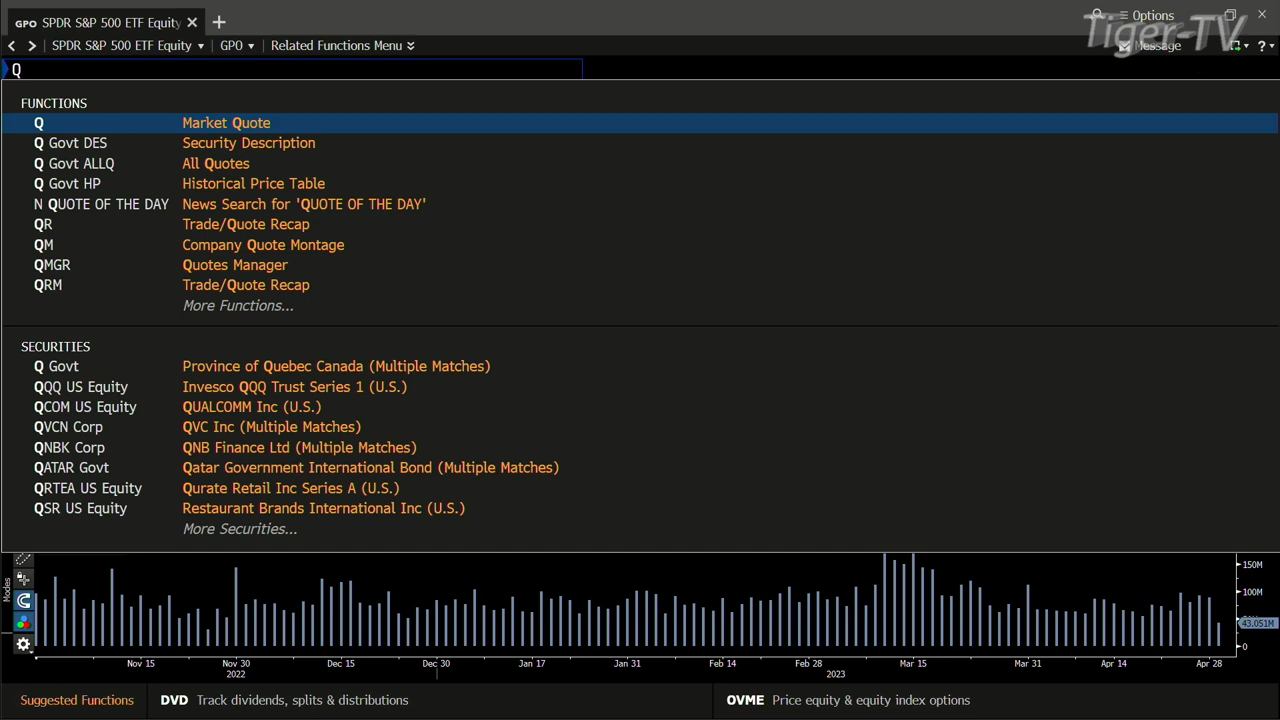 GPO SPDR S&P 500 ETF Equity
Options
Tiger-TV
SPDR S&P 500 ETF Equity GPO Related Functions Menu
Message ?
Q
FUNCTIONS
Q Market Quote
Q Govt DES Security Description
Q Govt ALLQ All Quotes
Q Govt HP Historical Price Table
N QUOTE OF THE DAY News Search for 'QUOTE OF THE DAY'
QR Trade/Quote Recap
QM Company Quote Montage
QMGR Quotes Manager
QRM Trade/Quote Recap
More Functions...
SECURITIES
Q Govt Province of Quebec Canada (Multiple Matches)
QQQ US Equity Invesco QQQ Trust Series 1 (U.S.)
QCOM US Equity QUALCOMM Inc (U.S.)
QVCN Corp QVC Inc (Multiple Matches)
QNBK Corp QNB Finance Ltd (Multiple Matches)
QATAR Govt Qatar Government International Bond (Multiple Matches)
QRTEA US Equity Qurate Retail Inc Series A (U.S.)
QSR US Equity Restaurant Brands International Inc (U.S.)
More Securities...
Modes
150M
100M
43.051M
0
Nov 15 Nov 30 Dec 15 Dec 30 Jan 17 Jan 31 Feb 14 Feb 28 Mar 15 Mar 31 Apr 14 Apr 28
2022 2023
Suggested Functions DVD Track dividends, splits & distributions OVME Price equity & equity index options